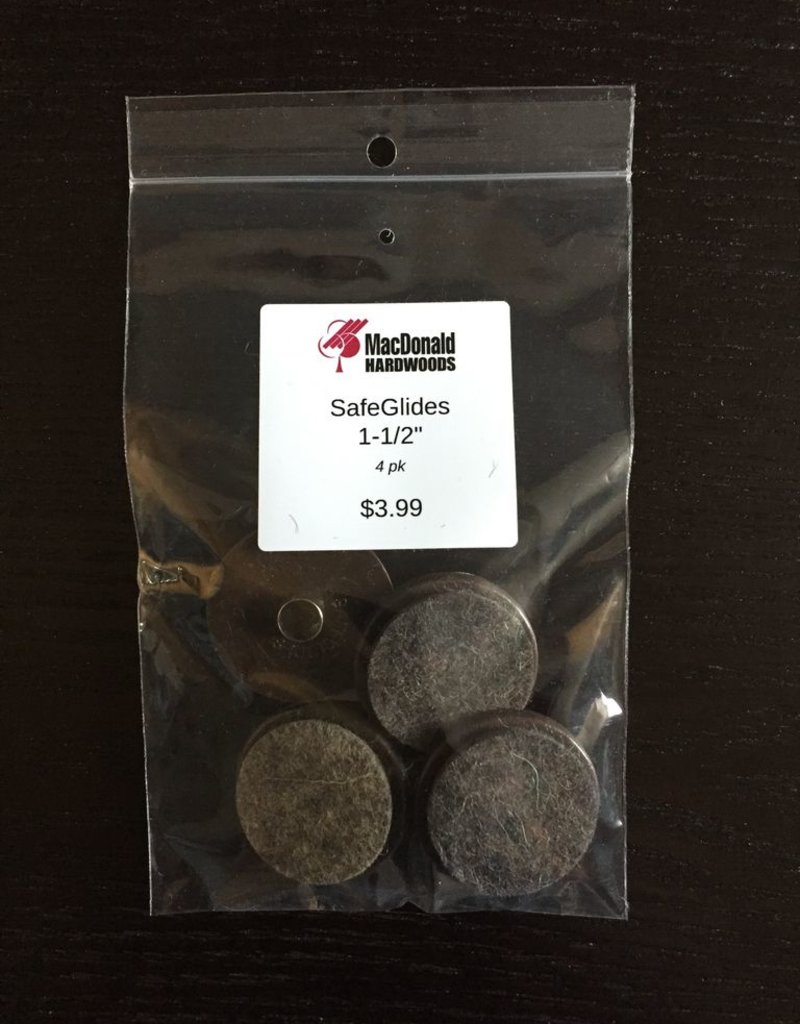 MacDonald
HARDWOODS
SafeGlides
1-1/2"
4 pk
$3.99